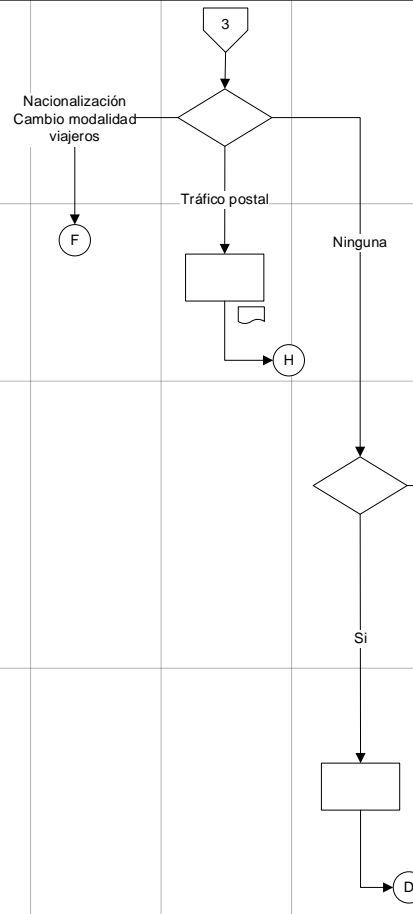 3
Nacionalización
Cambio modalidad
viajeros
Tráfico postal
F
Ninguna
H
Si
D